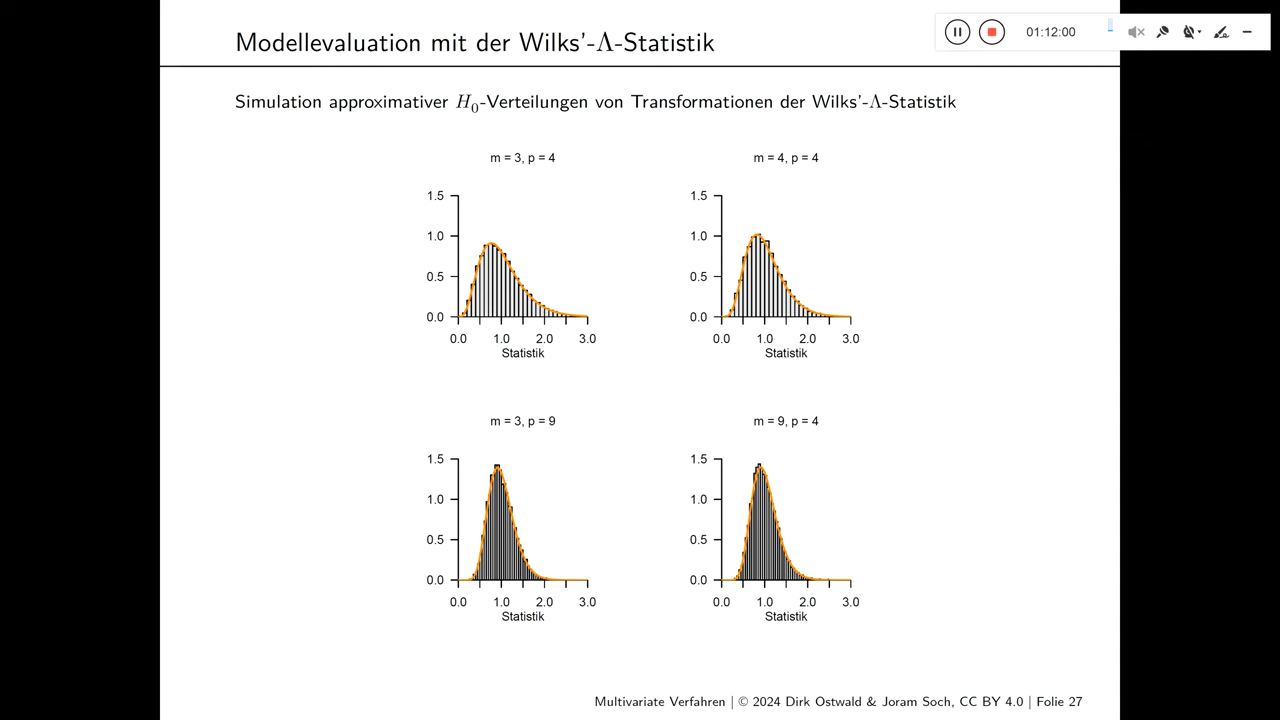 Modellevaluation mit der Wilks'-Λ-Statistik
01:12:00
Simulation approximativer H₀-Verteilungen von Transformationen der Wilks'-Λ-Statistik
m = 3, p = 4
1.5
1.0
0.5
0.0
0.0 1.0 2.0 3.0
Statistik
m = 4, p = 4
1.5
1.0
0.5
0.0
0.0 1.0 2.0 3.0
Statistik
m = 3, p = 9
1.5
1.0
0.5
0.0
0.0 1.0 2.0 3.0
Statistik
m = 9, p = 4
1.5
1.0
0.5
0.0
0.0 1.0 2.0 3.0
Statistik
Multivariate Verfahren | © 2024 Dirk Ostwald & Joram Soch, CC BY 4.0 | Folie 27